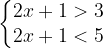 2x + 1 > 3
2x + 1 < 5